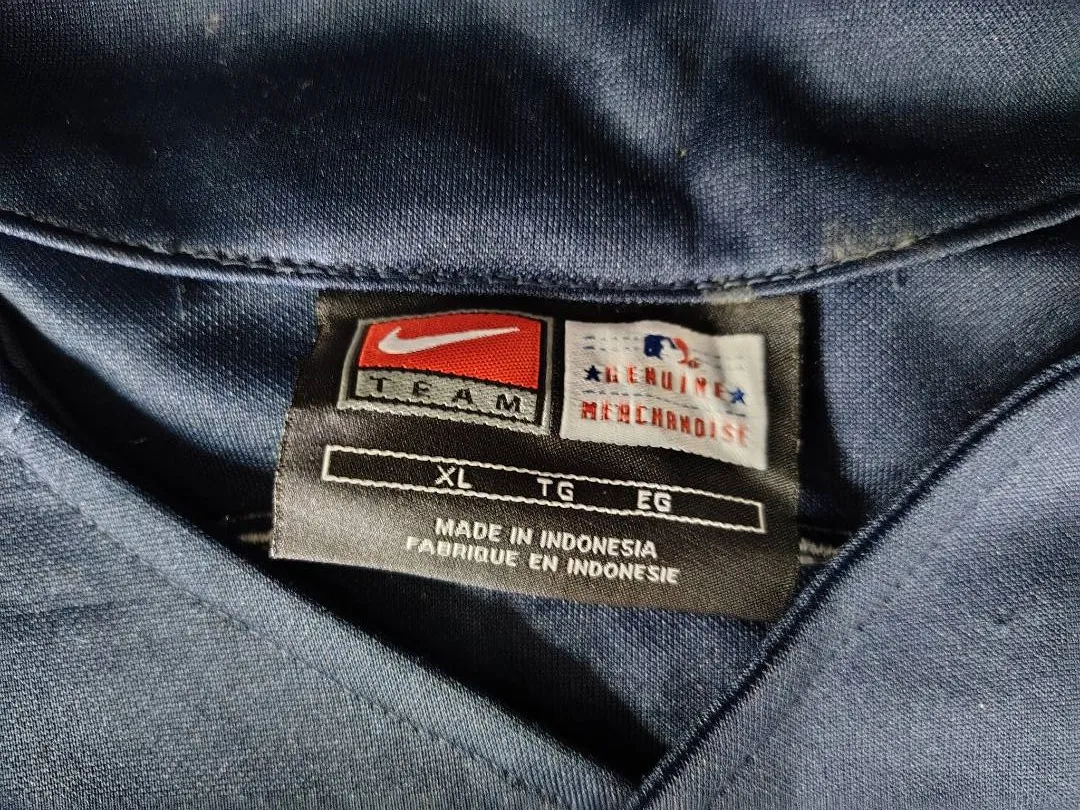 TEAM
GENUINE
MERCHANDISE
XL TG EG
MADE IN INDONESIA
FABRIQUE EN INDONESIE